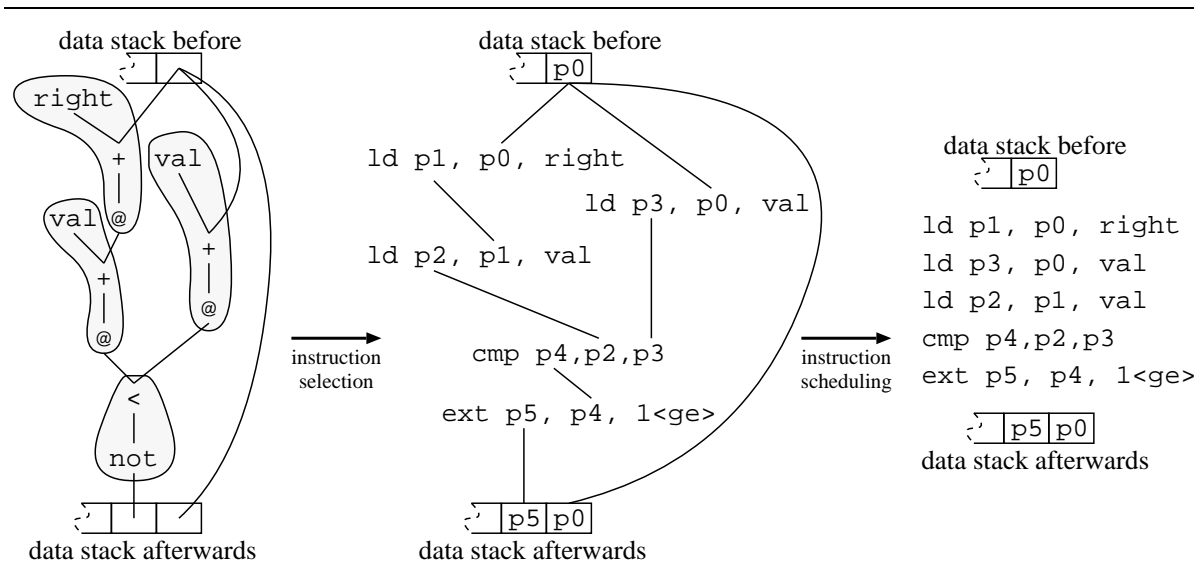 data stack before
right
+
@
val
+
@
val
+
@
<
not
data stack afterwards
instruction
selection
data stack before
p0
ld p1, p0, right
ld p3, p0, val
ld p2, p1, val
cmp p4,p2,p3
ext p5, p4, 1<ge>
p5 p0
data stack afterwards
instruction
scheduling
data stack before
p0
ld p1, p0, right
ld p3, p0, val
ld p2, p1, val
cmp p4,p2,p3
ext p5, p4, 1<ge>
p5 p0
data stack afterwards